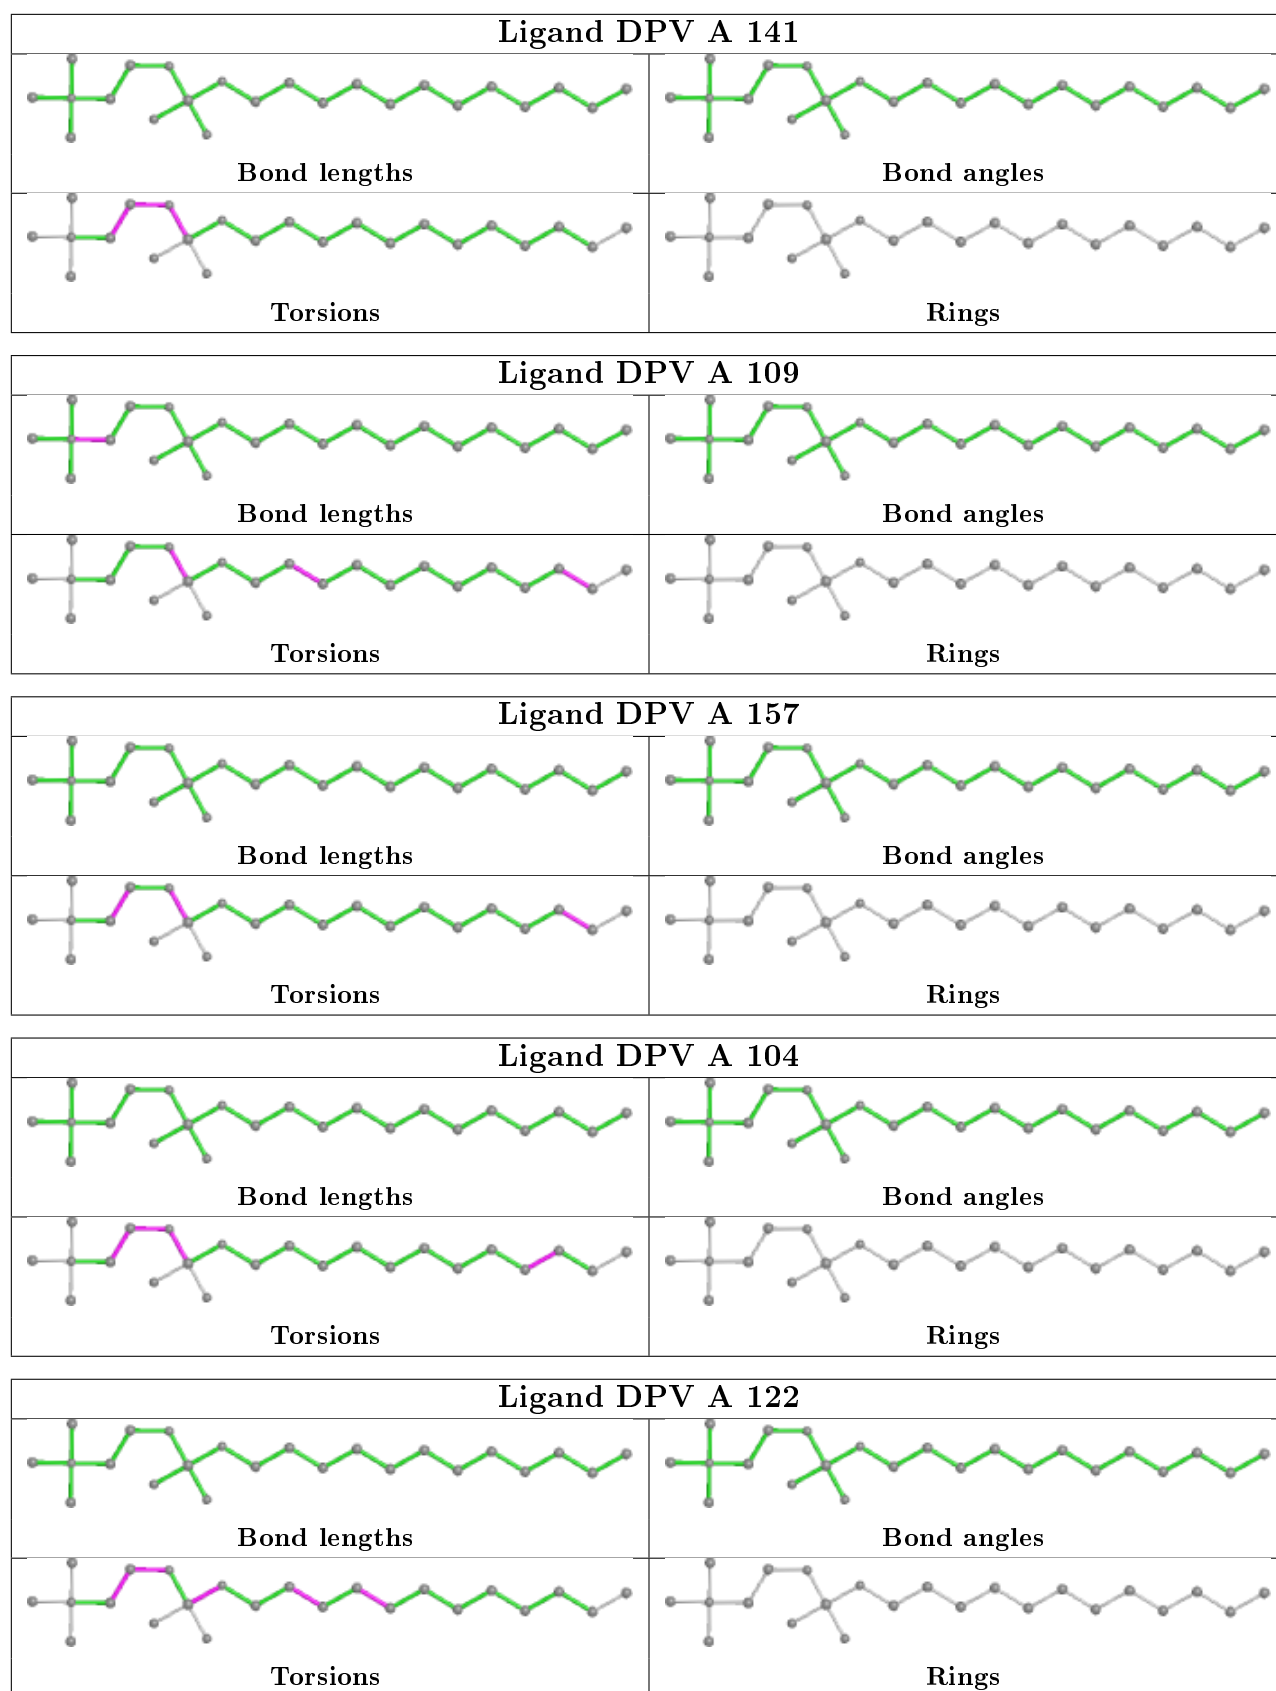 Ligand DPV A 141
Bond lengths
Bond angles
Torsions
Rings
Ligand DPV A 109
Bond lengths
Bond angles
Torsions
Rings
Ligand DPV A 157
Bond lengths
Bond angles
Torsions
Rings
Ligand DPV A 104
Bond lengths
Bond angles
Torsions
Rings
Ligand DPV A 122
Bond lengths
Bond angles
Torsions
Rings